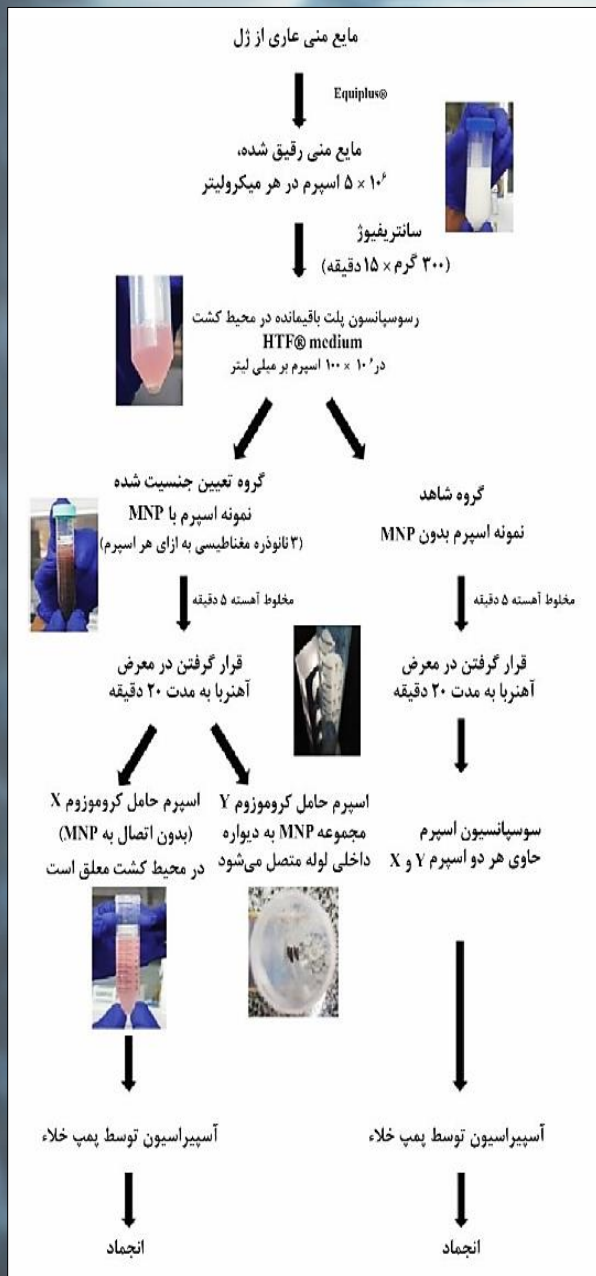 مایع منی عاری از ژل
Equiplus®
مایع منی رقیق شده،
۵ × ۱۰^۶ اسپرم در هر میکرولیتر
سانتریفیوژ
(۳۰۰ گرم × ۱۵ دقیقه)
رسوسپانسون پلت باقیمانده در محیط کشت
HTF® medium
در ۱۰^۶ × ۱۰۰ اسپرم بر میلی لیتر
گروه شاهد
نمونه اسپرم بدون MNP
مخلوط آهسته ۵ دقیقه
قرار گرفتن در معرض
آهنربا به مدت ۲۰ دقیقه
سوسپانسیون اسپرم
حاوی هر دو اسپرم Y و X
آسپیراسیون توسط پمپ خلاء
انجماد
گروه تعیین جنسیت شده
نمونه اسپرم با MNP
(۳ نانوذره مغناطیسی به ازای هر اسپرم)
مخلوط آهسته ۵ دقیقه
قرار گرفتن در معرض
آهنربا به مدت ۲۰ دقیقه
اسپرم حامل کروموزوم Y
مجموعه MNP به دیواره
داخلی لوله متصل می‌شود
اسپرم حامل کروموزوم X
(بدون اتصال به MNP)
در محیط کشت معلق است
آسپیراسیون توسط پمپ خلاء
انجماد